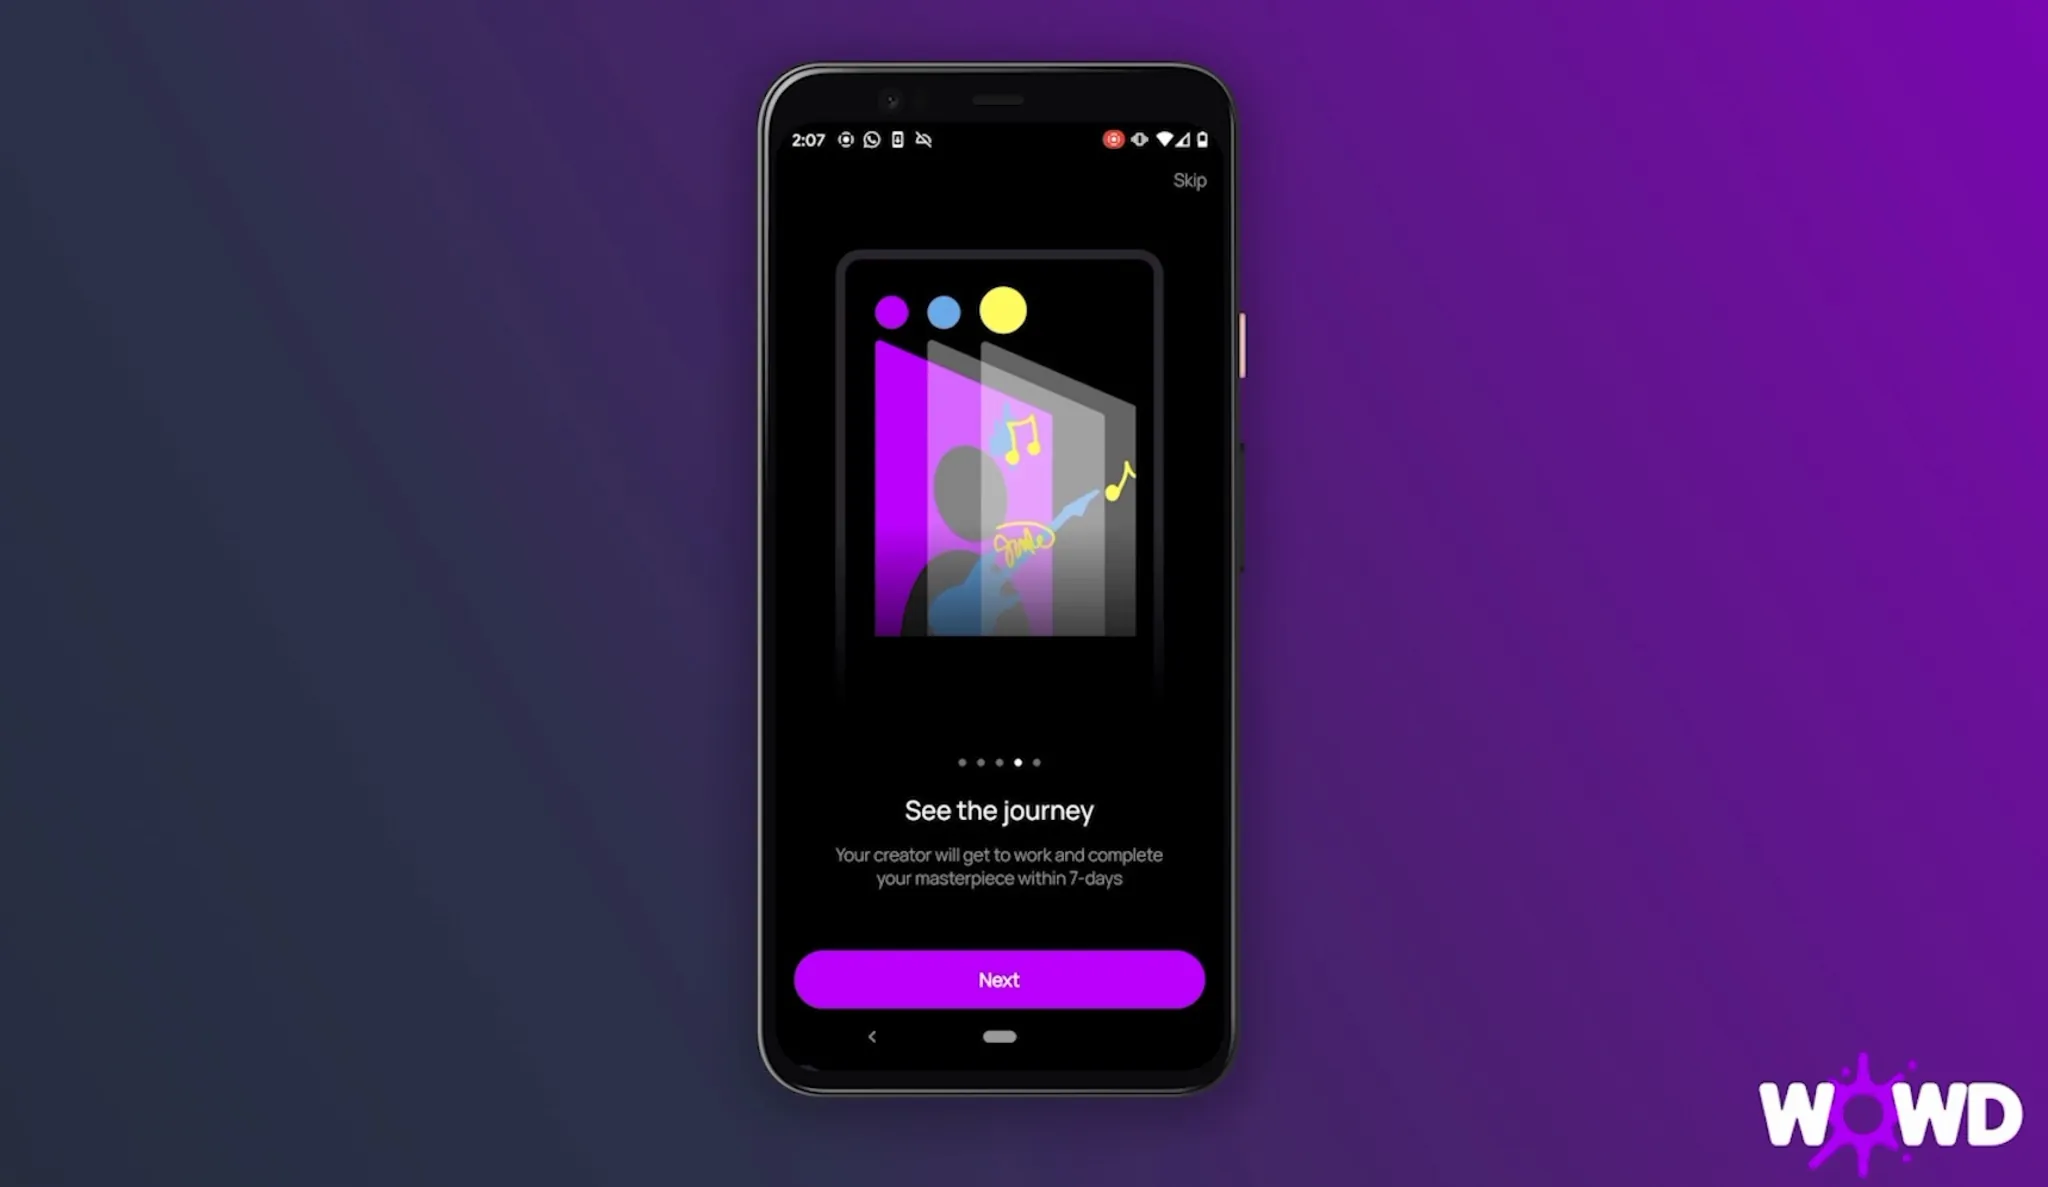 2:07
Skip
Smile
See the journey
Your creator will get to work and complete
your masterpiece within 7-days
Next
WOWD